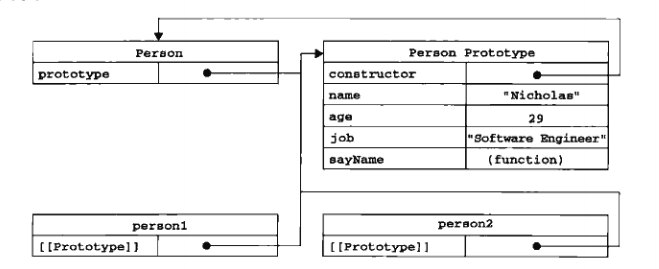 Person
prototype
Person Prototype
constructor
name "Nicholas"
age 29
job "Software Engineer"
sayName (function)
person1
[[Prototype]]
person2
[[Prototype]]